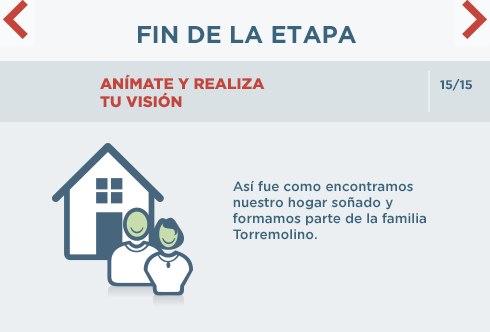 FIN DE LA ETAPA
ANÍMATE Y REALIZA
TU VISIÓN
15/15
Así fue como encontramos
nuestro hogar soñado y
formamos parte de la familia
Torremolino.